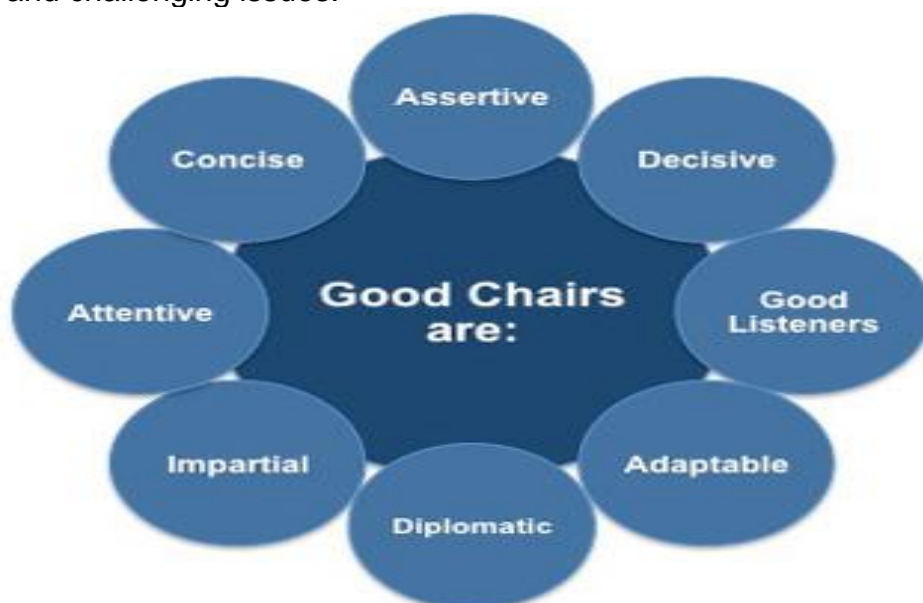 and challenging issues.
Assertive
Decisive
Good
Listeners
Adaptable
Diplomatic
Impartial
Attentive
Concise
Good Chairs
are: